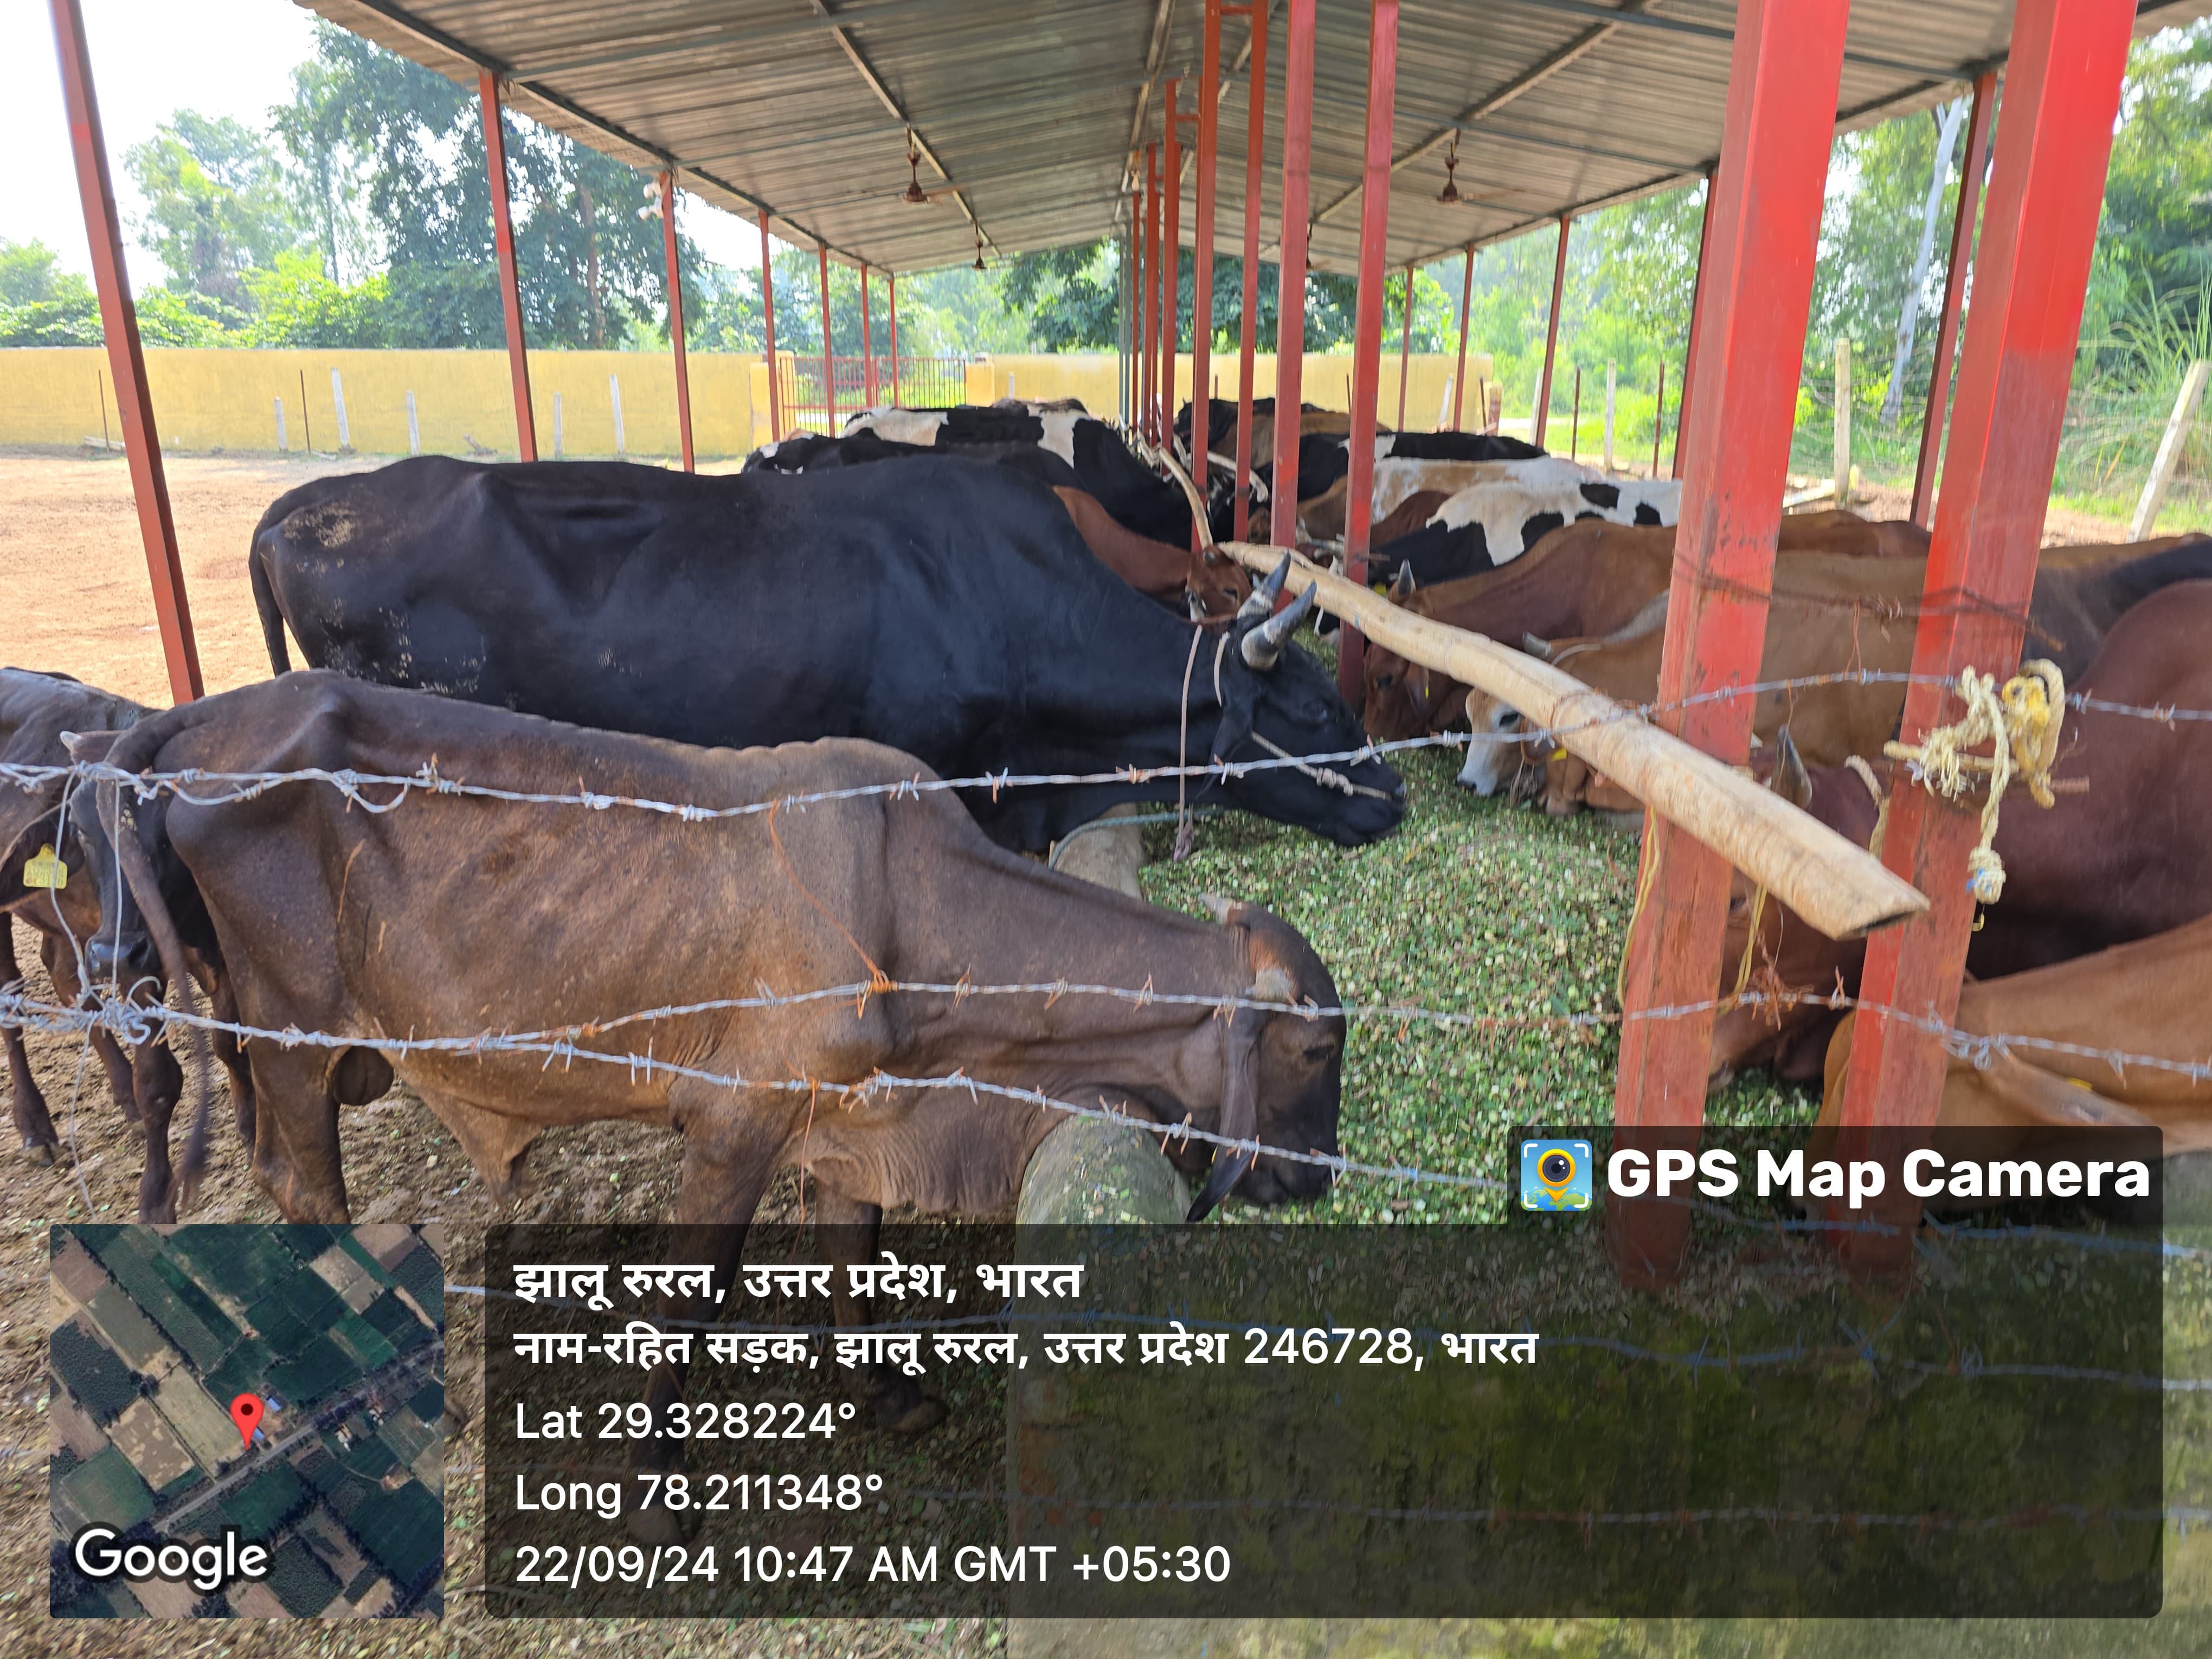 GPS Map Camera
झालू रुरल, उत्तर प्रदेश, भारत
नाम-रहित सड़क, झालू रुरल, उत्तर प्रदेश 246728, भारत
Lat 29.328224°
Long 78.211348°
22/09/24 10:47 AM GMT +05:30
Google